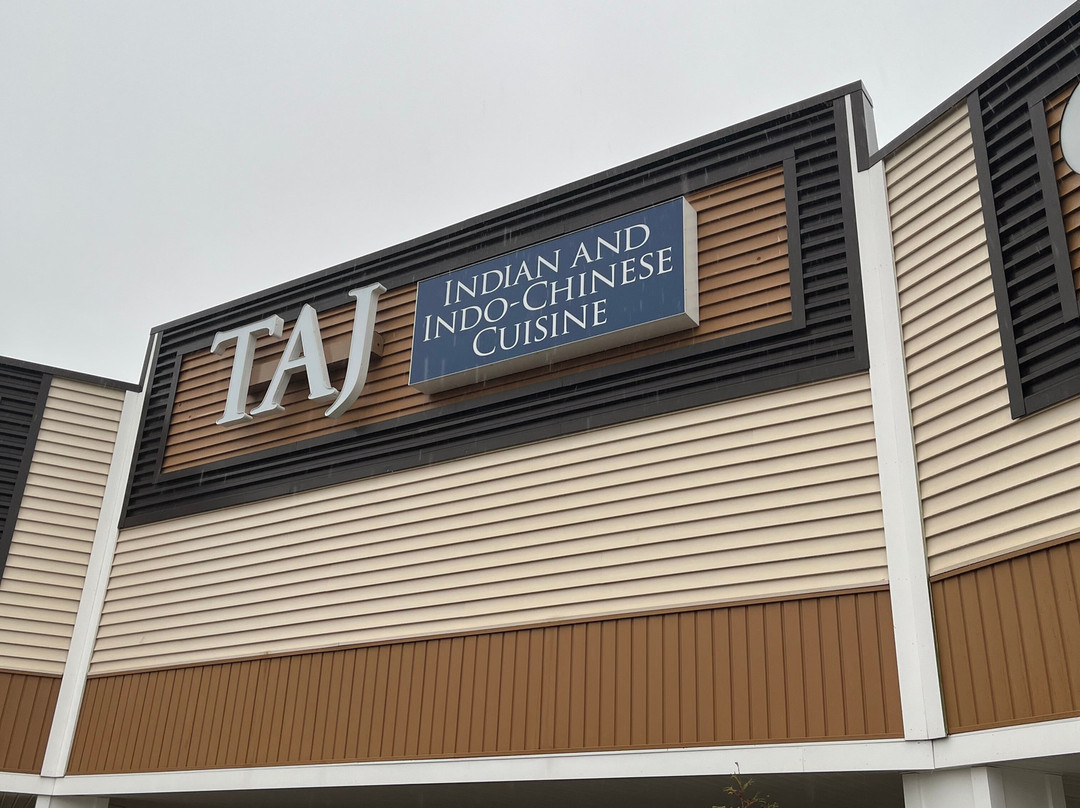 TAJ
INDIAN AND
INDO-CHINESE
CUISINE